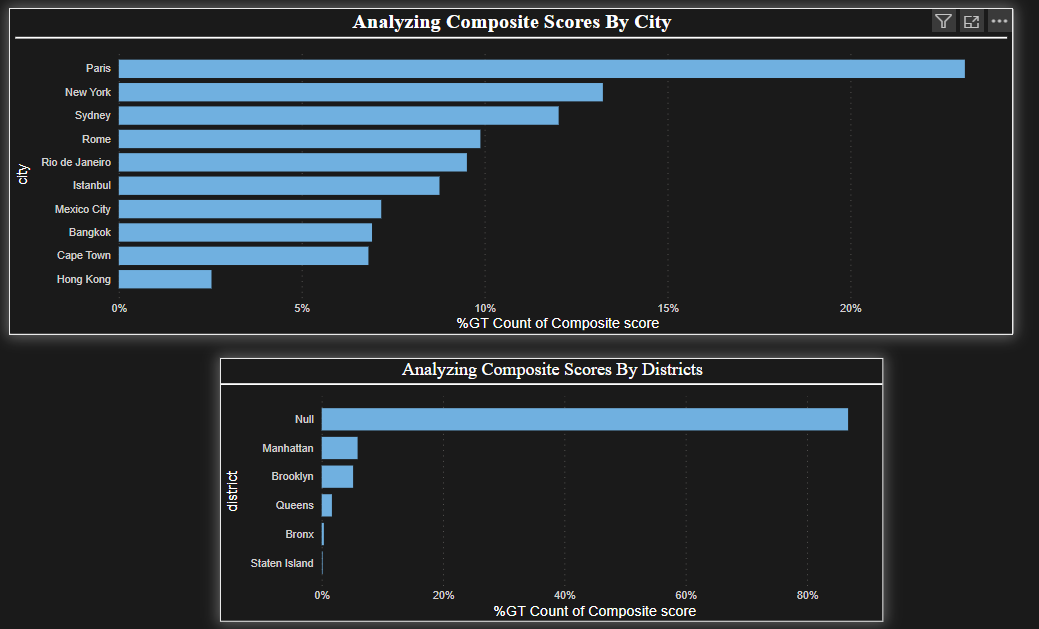 Analyzing Composite Scores By City
city
Paris
New York
Sydney
Rome
Rio de Janeiro
Istanbul
Mexico City
Bangkok
Cape Town
Hong Kong
0% 5% 10% 15% 20%
%GT Count of Composite score
Analyzing Composite Scores By Districts
district
Null
Manhattan
Brooklyn
Queens
Bronx
Staten Island
0% 20% 40% 60% 80%
%GT Count of Composite score